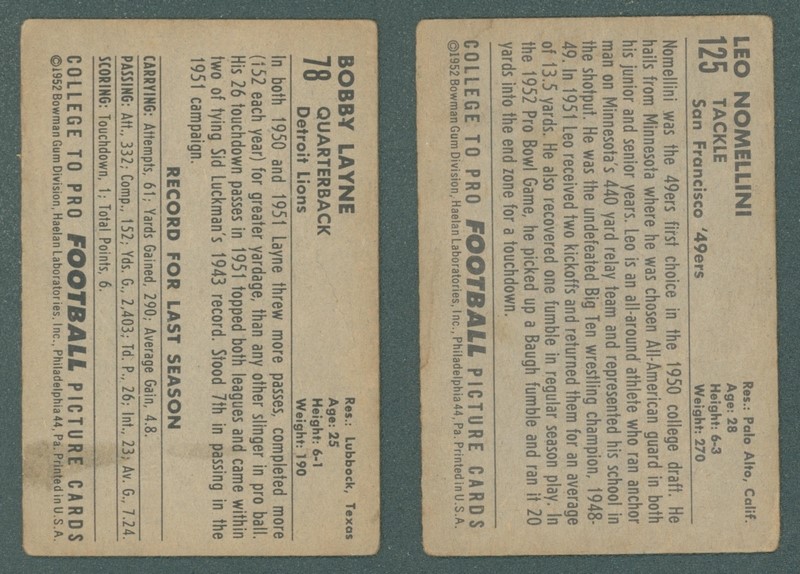 BOBBY LAYNE
78 QUARTERBACK
Detroit Lions
Res.: Lubbock, Texas
Age: 25
Height: 6-1
Weight: 190
In both 1950 and 1951 Layne threw more passes, completed more
(152 each year) for greater yardage, than any other slinger in pro ball.
His 26 touchdown passes in 1951 topped both leagues and came within
two of tying Sid Luckman's 1943 record. Stood 7th in passing in the
1951 campaign.
RECORD FOR LAST SEASON
CARRYING: Attempts, 61; Yards Gained, 290; Average Gain, 4.8.
PASSING: Att., 332; Comp., 152; Yds. G., 2,403; Td. P., 26; Int., 23; Av. G., 7.24.
SCORING: Touchdown, 1; Total Points, 6.
COLLEGE TO PRO FOOTBALL PICTURE CARDS
©1952 Bowman Gum Division, Haelan Laboratories, Inc., Philadelphia 44, Pa. Printed in U.S.A.
LEO NOMELLINI
125 TACKLE
San Francisco '49ers
Res.: Palo Alto, Calif.
Age: 28
Height: 6-3
Weight: 270
Nomellini was the 49ers first choice in the 1950 college draft. He
hails from Minnesota where he was chosen All-American guard in both
his junior and senior years. Leo is an all-around athlete who ran anchor
man on Minnesota's 440 yard relay team and represented his school in
the shotput. He was the undefeated Big Ten wrestling champion, 1948-
49. In 1951 Leo received two kickoffs and returned them for an average
of 13.5 yards. He also recovered one fumble in regular season play. In
the 1952 Pro Bowl Game, he picked up a Baugh fumble and ran it 20
yards into the end zone for a touchdown.
COLLEGE TO PRO FOOTBALL PICTURE CARDS
©1952 Bowman Gum Division, Haelan Laboratories, Inc., Philadelphia 44, Pa. Printed in U.S.A.